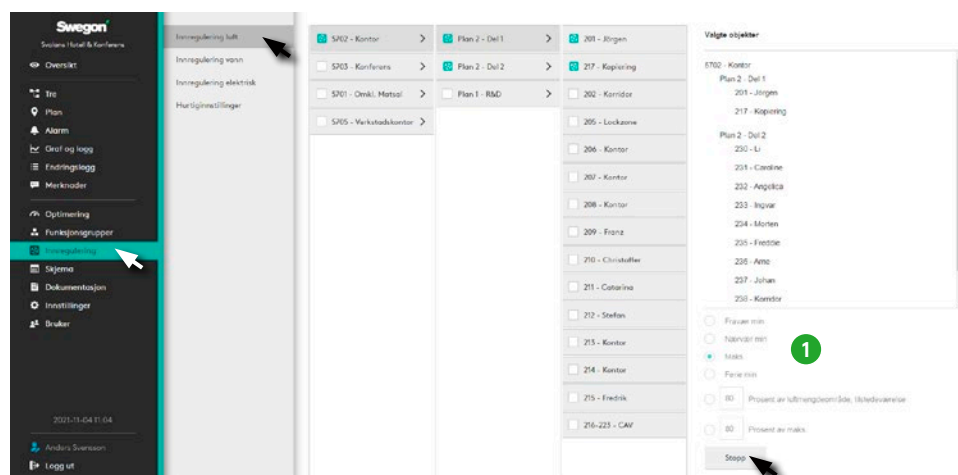 Swegon
Svalans Hotell & Konferens
Oversikt
Tre
Plan
Alarm
Graf og logg
Endringslogg
Merknader
Optimering
Funksjonsgrupper
Innregulering
Skjema
Dokumentasjon
Innstillinger
Bruker
2021-11-04 11:04
Anders Svensson
Logg ut
Innregulering luft
Innregulering vann
Innregulering elektrisk
Hurtiginnstillinger
5702 - Kontor
5703 - Konferens
5701 - Omkl. Matsal
5705 - Verkstadskontor
Plan 2 - Del 1
Plan 2 - Del 2
Plan 1 - R&D
201 - Jörgen
217 - Kopiering
202 - Korridor
205 - Lockzone
206 - Kontor
207 - Kontor
208 - Kontor
209 - Franz
210 - Christoffer
211 - Catarina
212 - Stefan
213 - Kontor
214 - Kontor
215 - Fredrik
216-223 - CAV
Valgte objekter
5702 - Kontor
Plan 2 - Del 1
201 - Jörgen
217 - Kopiering
Plan 2 - Del 2
230 - Li
231 - Caroline
232 - Angelica
233 - Ingvar
234 - Morten
235 - Freddie
236 - Arne
237 - Johan
238 - Korridor
Fravær min
Nærvær min
Maks
Ferie min
80 Prosent av luftmengdeområde, tilstedeværelse
80 Prosent av maks.
Stopp
1